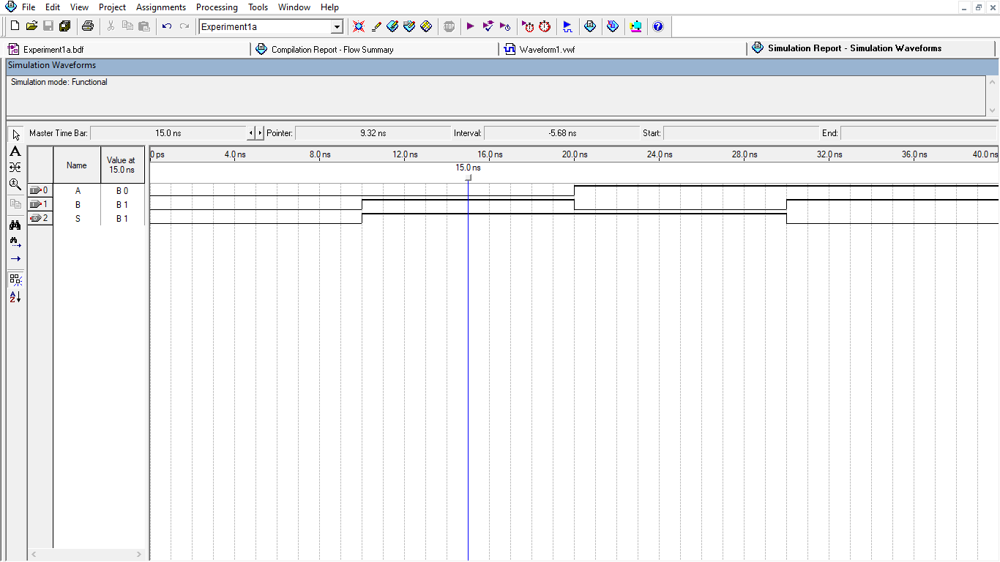 File Edit View Project Assignments Processing Tools Window Help
Experiment1a STOP
Experiment1a.bdf Compilation Report - Flow Summary Waveform1.vwf Simulation Report - Simulation Waveforms
Simulation Waveforms
Simulation mode: Functional
Master Time Bar: 15.0 ns Pointer: 9.32 ns Interval: -5.68 ns Start: End:
Name Value at 15.0 ns
0 ps 4.0 ns 8.0 ns 12.0 ns 16.0 ns 20.0 ns 24.0 ns 28.0 ns 32.0 ns 36.0 ns 40.0 ns
15.0 ns
0 A B 0
1 B B 1
2 S B 1